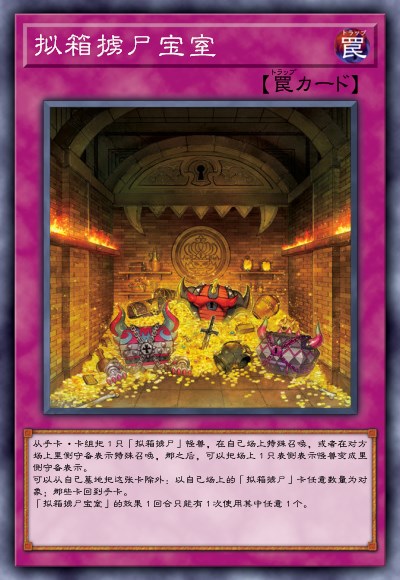 拟箱掳尸宝室
トラップ
罠
トラップ
【罠カード】
从手卡·卡组把1只「拟箱掳尸」怪兽，在自己场上特殊召唤，或者在对方
场上里侧守备表示特殊召唤，那之后，可以把场上1只表侧表示怪兽变成里
侧守备表示。
可以从自己墓地把这张卡除外；以自己场上的「拟箱掳尸」卡任意数量为对
象；那些卡回到手卡。
「拟箱掳尸宝室」的效果1回合只能有1次使用其中任意1个。